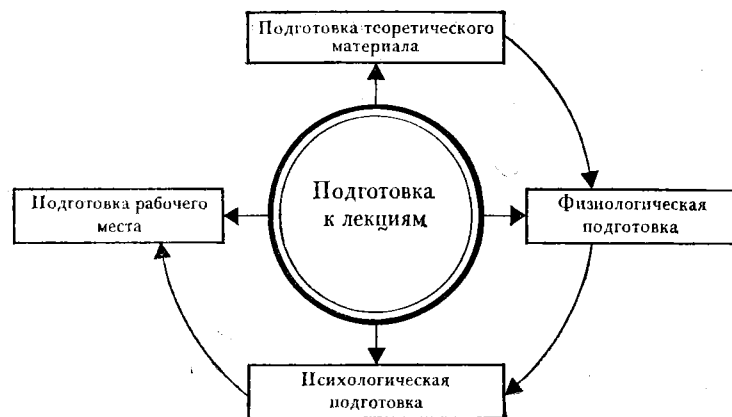 Подготовка теоретического
материала
Подготовка рабочего
места
Подготовка
к лекциям
Физиологическая
подготовка
Психологическая
подготовка